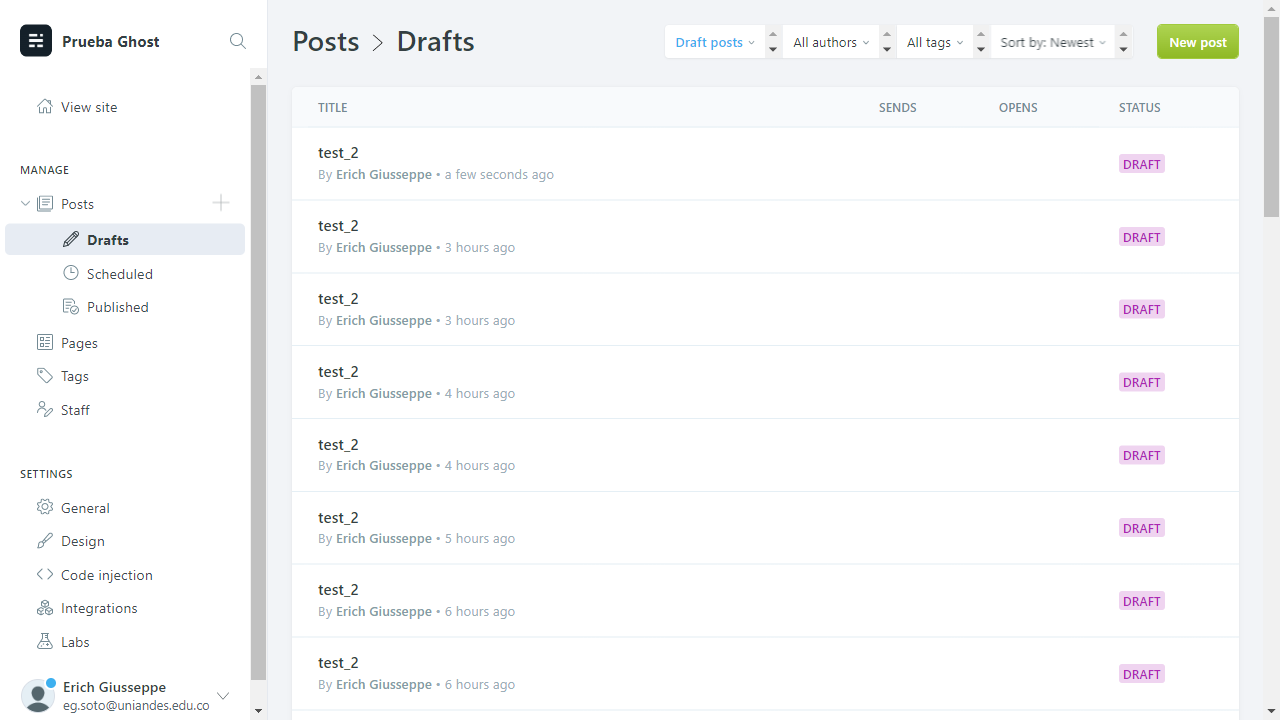 Prueba Ghost
View site
MANAGE
Posts
Drafts
Scheduled
Published
Pages
Tags
Staff
SETTINGS
General
Design
Code injection
Integrations
Labs
Erich Giusseppe
eg.soto@uniandes.edu.co
Posts > Drafts
Draft posts
All authors
All tags
Sort by: Newest
New post
TITLE SENDS OPENS STATUS
test_2
By Erich Giusseppe • a few seconds ago
DRAFT
test_2
By Erich Giusseppe • 3 hours ago
DRAFT
test_2
By Erich Giusseppe • 3 hours ago
DRAFT
test_2
By Erich Giusseppe • 4 hours ago
DRAFT
test_2
By Erich Giusseppe • 4 hours ago
DRAFT
test_2
By Erich Giusseppe • 5 hours ago
DRAFT
test_2
By Erich Giusseppe • 6 hours ago
DRAFT
test_2
By Erich Giusseppe • 6 hours ago
DRAFT